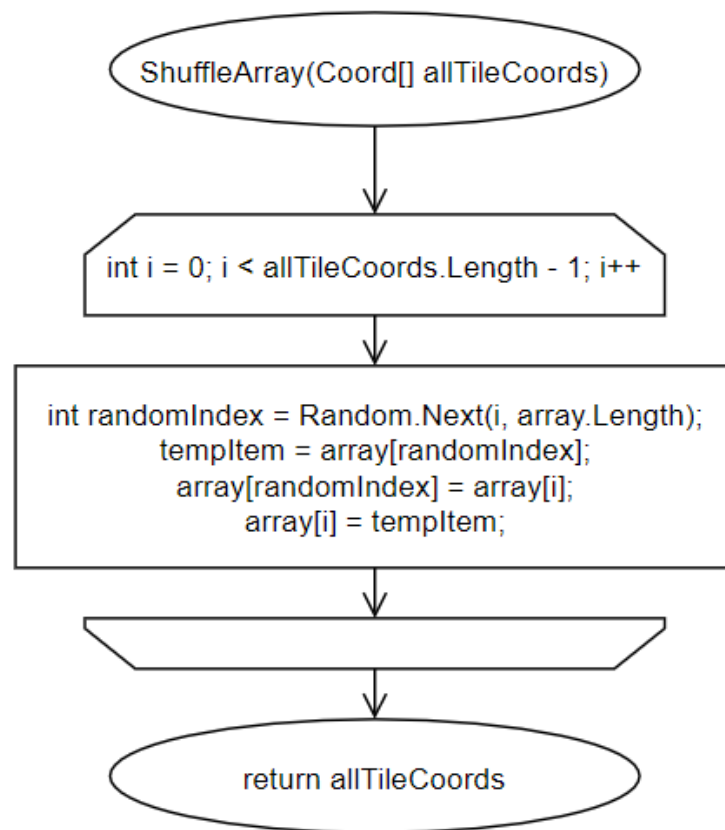 ShuffleArray(Coord[] allTileCoords)
int i = 0; i < allTileCoords.Length - 1; i++
int randomIndex = Random.Next(i, array.Length);
tempItem = array[randomIndex];
array[randomIndex] = array[i];
array[i] = tempItem;
return allTileCoords